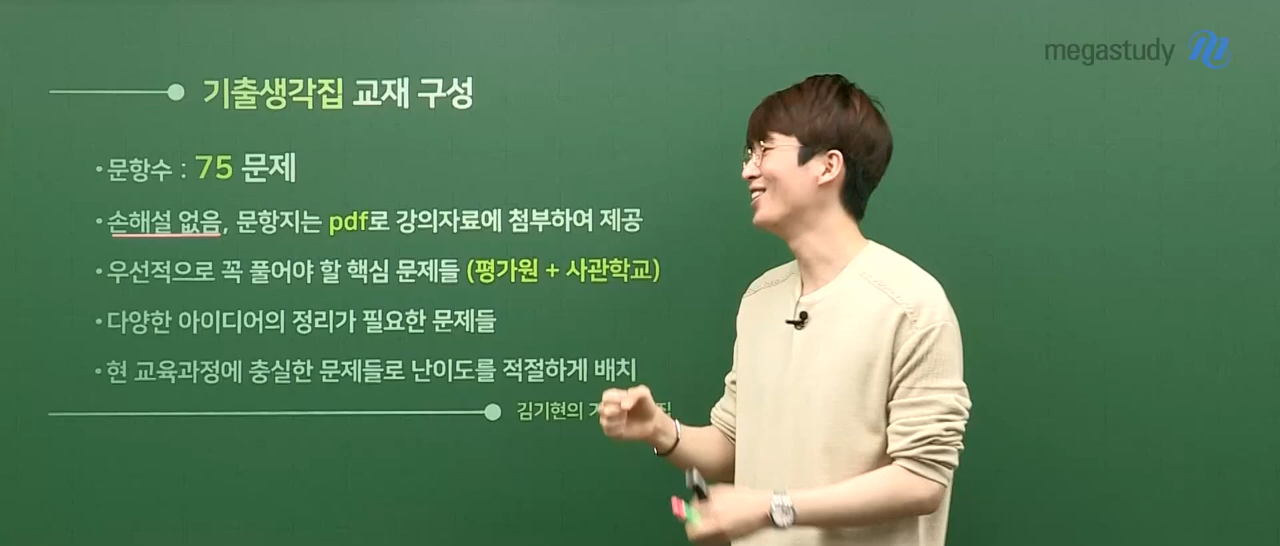 megastudy
기출생각집 교재 구성
•문항수 : 75 문제
•손해설 없음, 문항지는 pdf로 강의자료에 첨부하여 제공
•우선적으로 꼭 풀어야 할 핵심 문제들 (평가원 + 사관학교)
•다양한 아이디어의 정리가 필요한 문제들
•현 교육과정에 충실한 문제들로 난이도를 적절하게 배치
김기현의